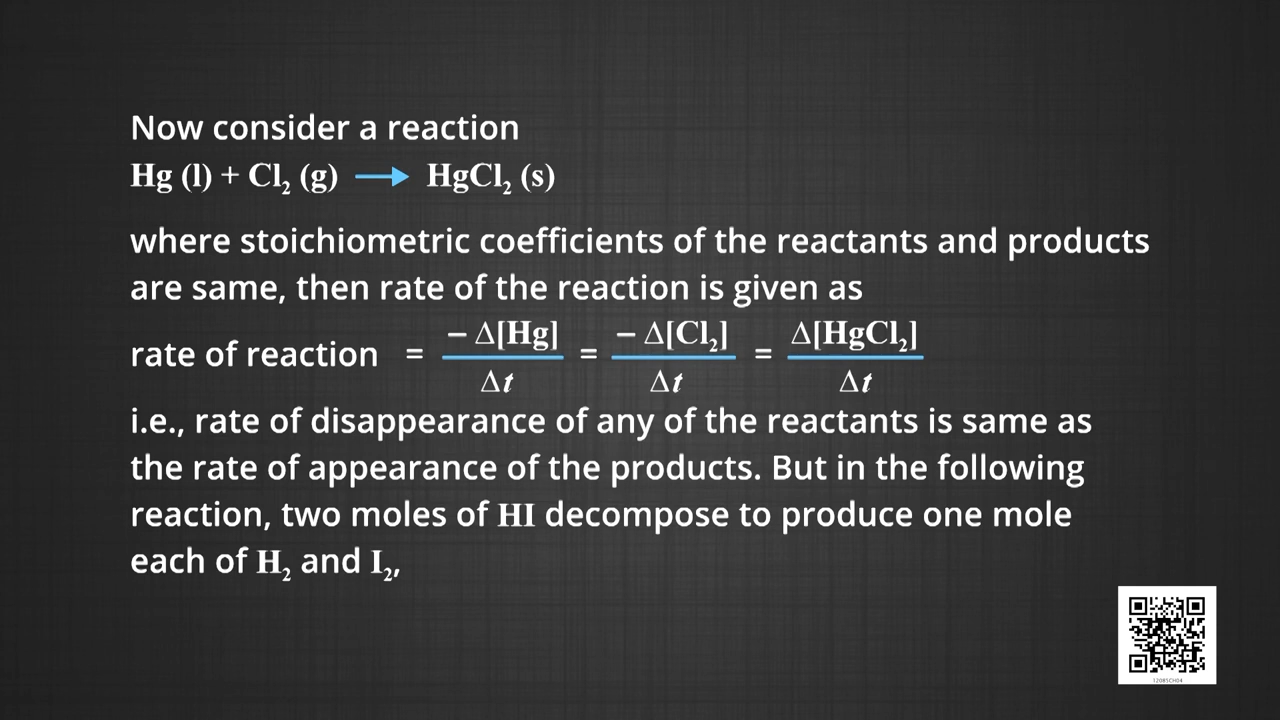 Now consider a reaction
Hg (l) + Cl₂ (g) → HgCl₂ (s)
where stoichiometric coefficients of the reactants and products
are same, then rate of the reaction is given as
rate of reaction = − Δ[Hg] / Δt = − Δ[Cl₂] / Δt = Δ[HgCl₂] / Δt
i.e., rate of disappearance of any of the reactants is same as
the rate of appearance of the products. But in the following
reaction, two moles of HI decompose to produce one mole
each of H₂ and I₂,
12085CH04